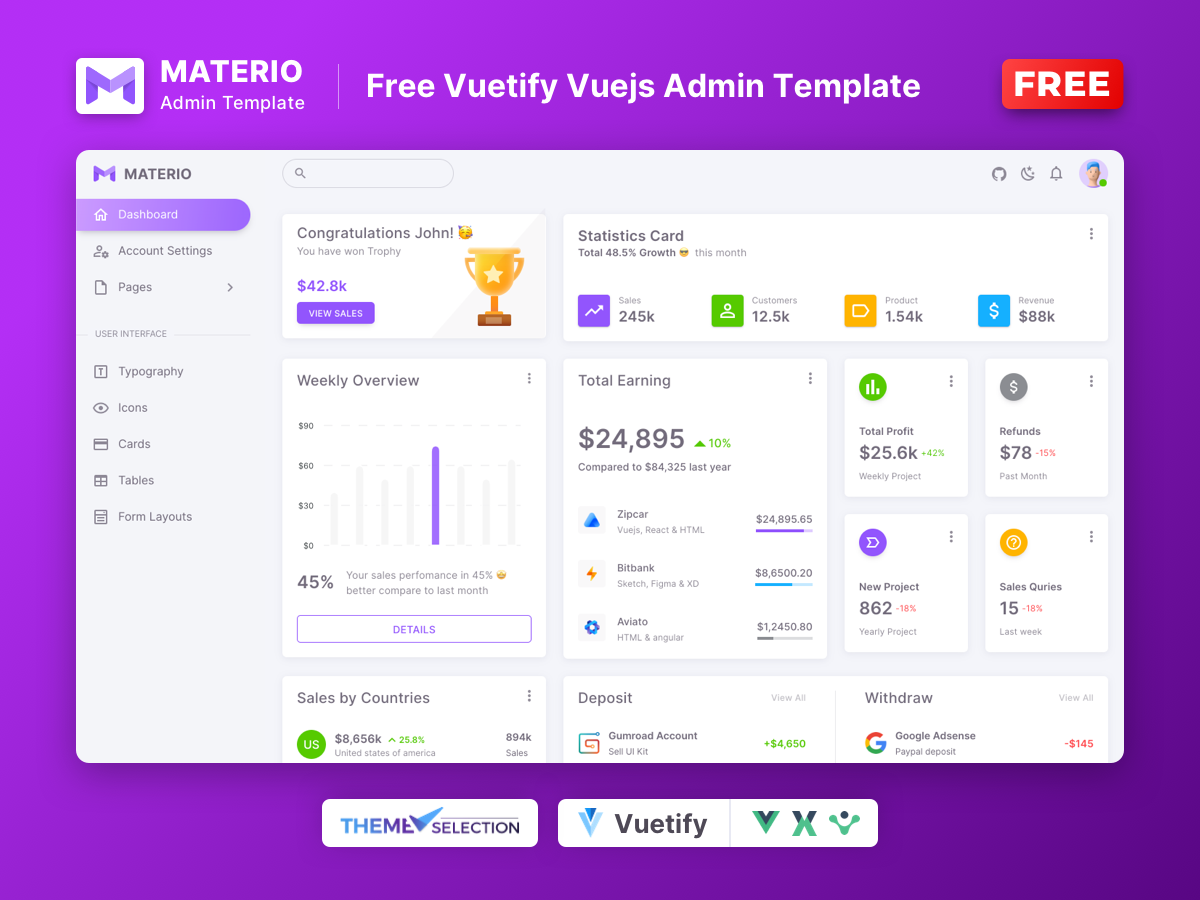 MATERIO
Admin Template
Free Vuetify Vuejs Admin Template
FREE
MATERIO
Dashboard
Account Settings
Pages
USER INTERFACE
Typography
Icons
Cards
Tables
Form Layouts
Congratulations John! 🥳
You have won Trophy
$42.8k
VIEW SALES
Statistics Card
Total 48.5% Growth 😎 this month
Sales
245k
Customers
12.5k
Product
1.54k
Revenue
$88k
Weekly Overview
$90
$60
$30
$0
45%
Your sales perfomance in 45% 🤩
better compare to last month
DETAILS
Total Earning
$24,895 10%
Compared to $84,325 last year
Zipcar
Vuejs, React & HTML
$24,895.65
Bitbank
Sketch, Figma & XD
$8,6500.20
Aviato
HTML & angular
$1,2450.80
Total Profit
$25.6k +42%
Weekly Project
Refunds
$78 -15%
Past Month
New Project
862 -18%
Yearly Project
Sales Quries
15 -18%
Last week
Sales by Countries
US
$8,656k 25.8%
United states of america
894k
Sales
Deposit
View All
Gumroad Account
Sell UI Kit
+$4,650
Withdraw
View All
Google Adsense
Paypal deposit
-$145
THEMESELECTION
Vuetify